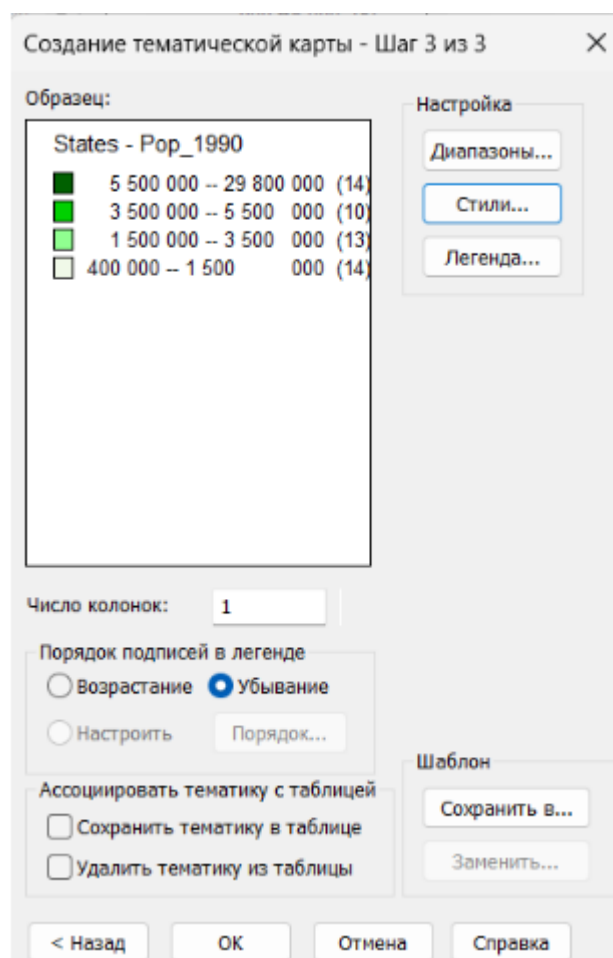 Создание тематической карты - Шаг 3 из 3
Образец:
States - Pop_1990
5 500 000 -- 29 800 000 (14)
3 500 000 -- 5 500 000 (10)
1 500 000 -- 3 500 000 (13)
400 000 -- 1 500 000 (14)
Настройка
Диапазоны...
Стили...
Легенда...
Число колонок: 1
Порядок подписей в легенде
Возрастание Убывание
Настроить Порядок...
Ассоциировать тематику с таблицей
Сохранить тематику в таблице
Удалить тематику из таблицы
Шаблон
Сохранить в...
Заменить...
< Назад OK Отмена Справка